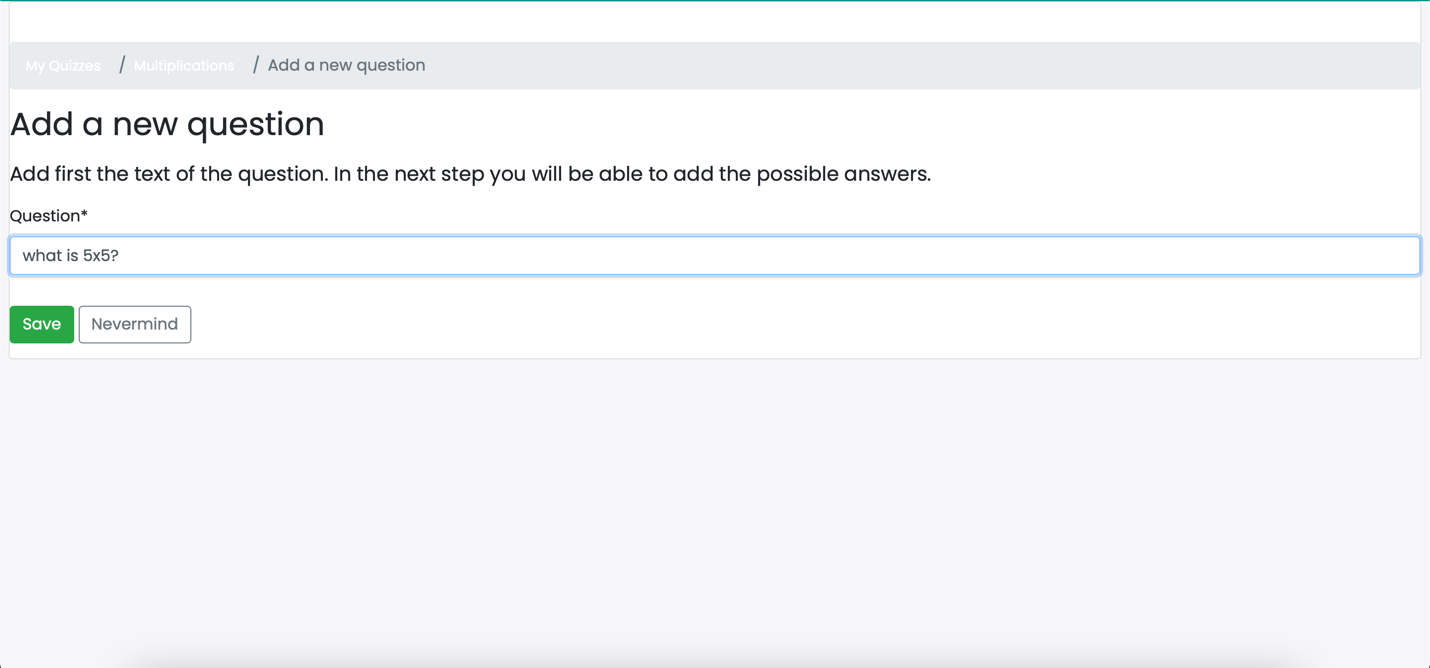 My Quizzes / Multiplications / Add a new question
Add a new question
Add first the text of the question. In the next step you will be able to add the possible answers.
Question*
what is 5x5?
Save Nevermind